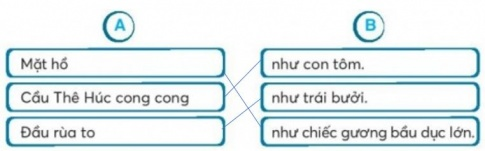 A B
Mặt hồ như con tôm.
Cầu Thê Húc cong cong như trái bưởi.
Đầu rùa to như chiếc gương bầu dục lớn.